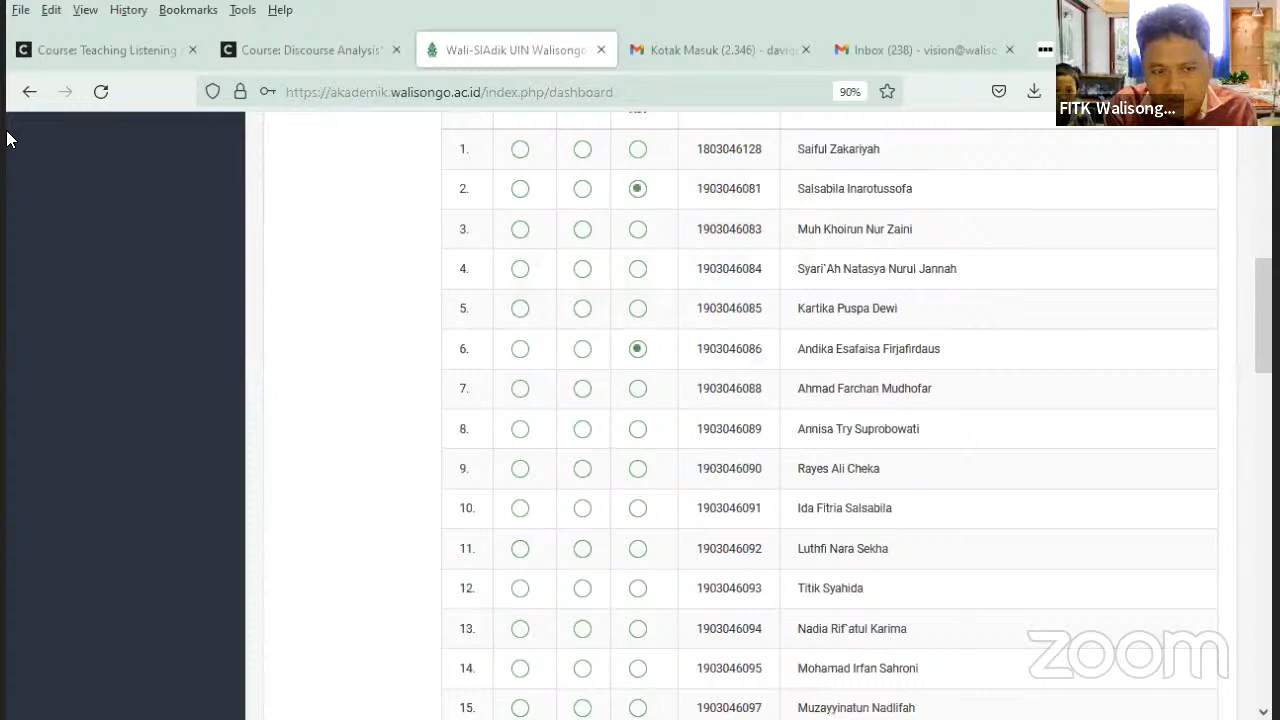 File Edit View History Bookmarks Tools Help
Course: Teaching Listening
Course: Discourse Analysis"
Wali-SIAdik UIN Walisongo
Kotak Masuk (2.346) -
Inbox (238) - vision@waliso
https://akademik.walisongo.ac.id/index.php/dashboard
90%
FITK Walisong...
1. 1803046128 Saiful Zakariyah
2. 1903046081 Salsabila Inarotussofa
3. 1903046083 Muh Khoirun Nur Zaini
4. 1903046084 Syari`Ah Natasya Nurul Jannah
5. 1903046085 Kartika Puspa Dewi
6. 1903046086 Andika Esafaisa Firjafirdaus
7. 1903046088 Ahmad Farchan Mudhofar
8. 1903046089 Annisa Try Suprobowati
9. 1903046090 Rayes Ali Cheka
10. 1903046091 Ida Fitria Salsabila
11. 1903046092 Luthfi Nara Sekha
12. 1903046093 Titik Syahida
13. 1903046094 Nadia Rif`atul Karima
14. 1903046095 Mohamad Irfan Sahroni
15. 1903046097 Muzayyinatun Nadlifah
zoom